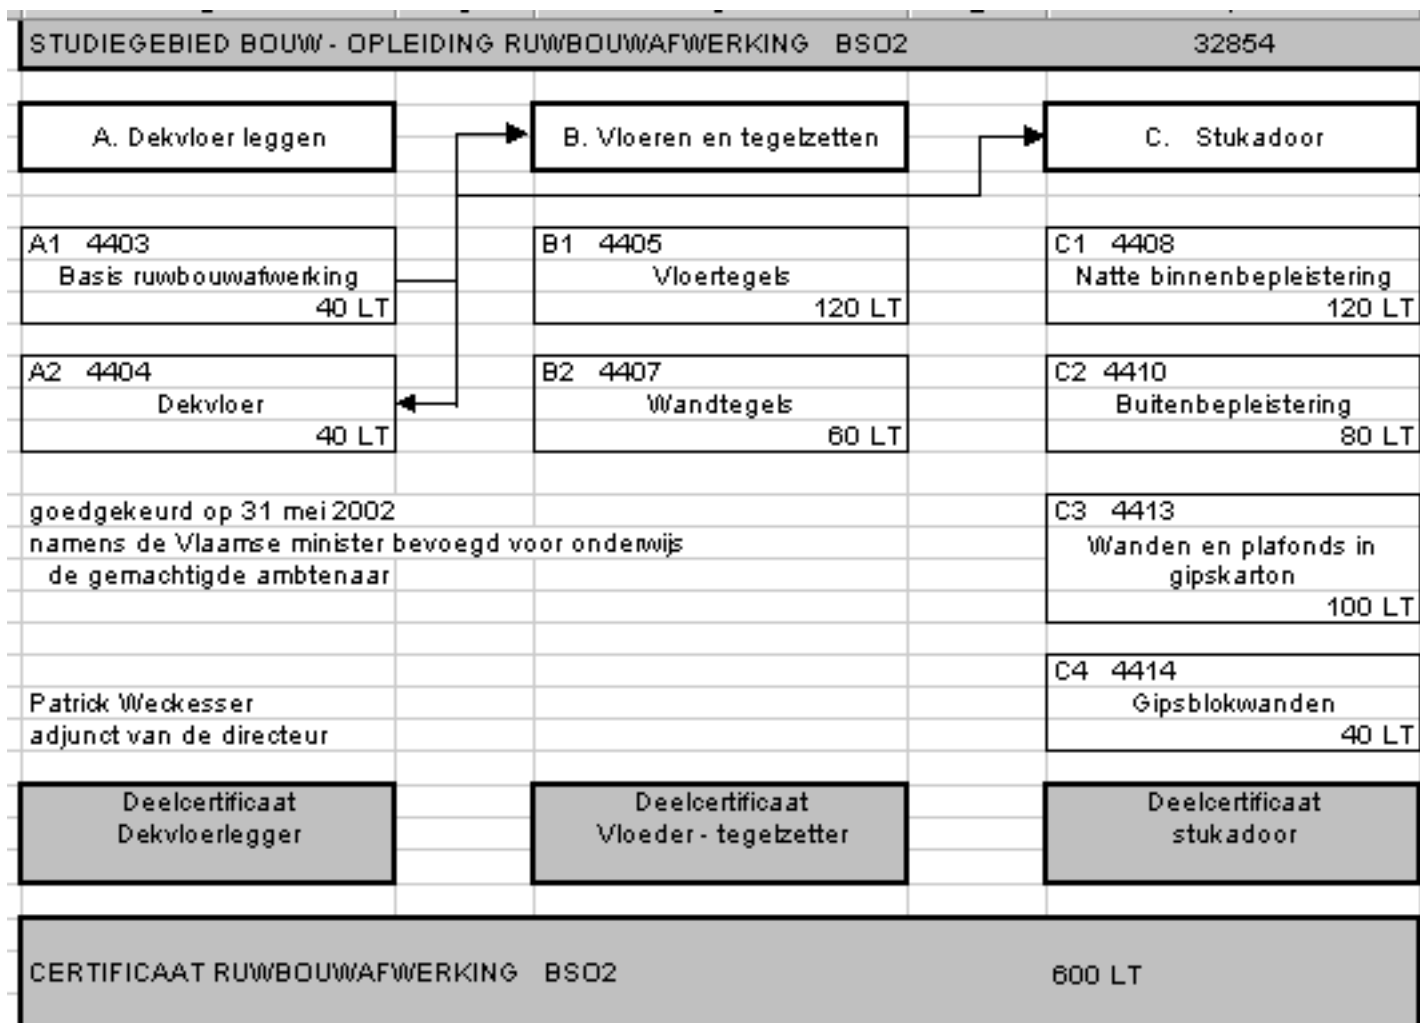 STUDIEGEBIED BOUW - OPLEIDING RUWBOUWAFWERKING BSO2 32854
A. Dekvloer leggen
B. Vloeren en tegelzetten
C. Stukadoor
A1 4403
Basis ruwbouwafwerking
40 LT
B1 4405
Vloertegels
120 LT
C1 4408
Natte binnenbepleistering
120 LT
A2 4404
Dekvloer
40 LT
B2 4407
Wandtegels
60 LT
C2 4410
Buitenbepleistering
80 LT
goedgekeurd op 31 mei 2002
namens de Vlaamse minister bevoegd voor onderwijs
de gemachtigde ambtenaar
C3 4413
Wanden en plafonds in
gipskarton
100 LT
Patrick Weckesser
adjunct van de directeur
C4 4414
Gipsblokwanden
40 LT
Deelcertificaat
Dekvloerlegger
Deelcertificaat
Vloeder - tegelzetter
Deelcertificaat
stukadoor
CERTIFICAAT RUWBOUWAFWERKING BSO2 600 LT